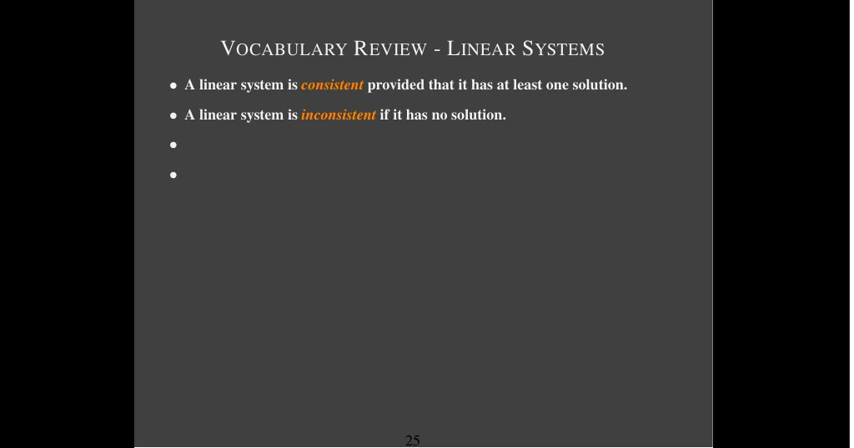 VOCABULARY REVIEW - LINEAR SYSTEMS
• A linear system is consistent provided that it has at least one solution.
• A linear system is inconsistent if it has no solution.
•
•
25